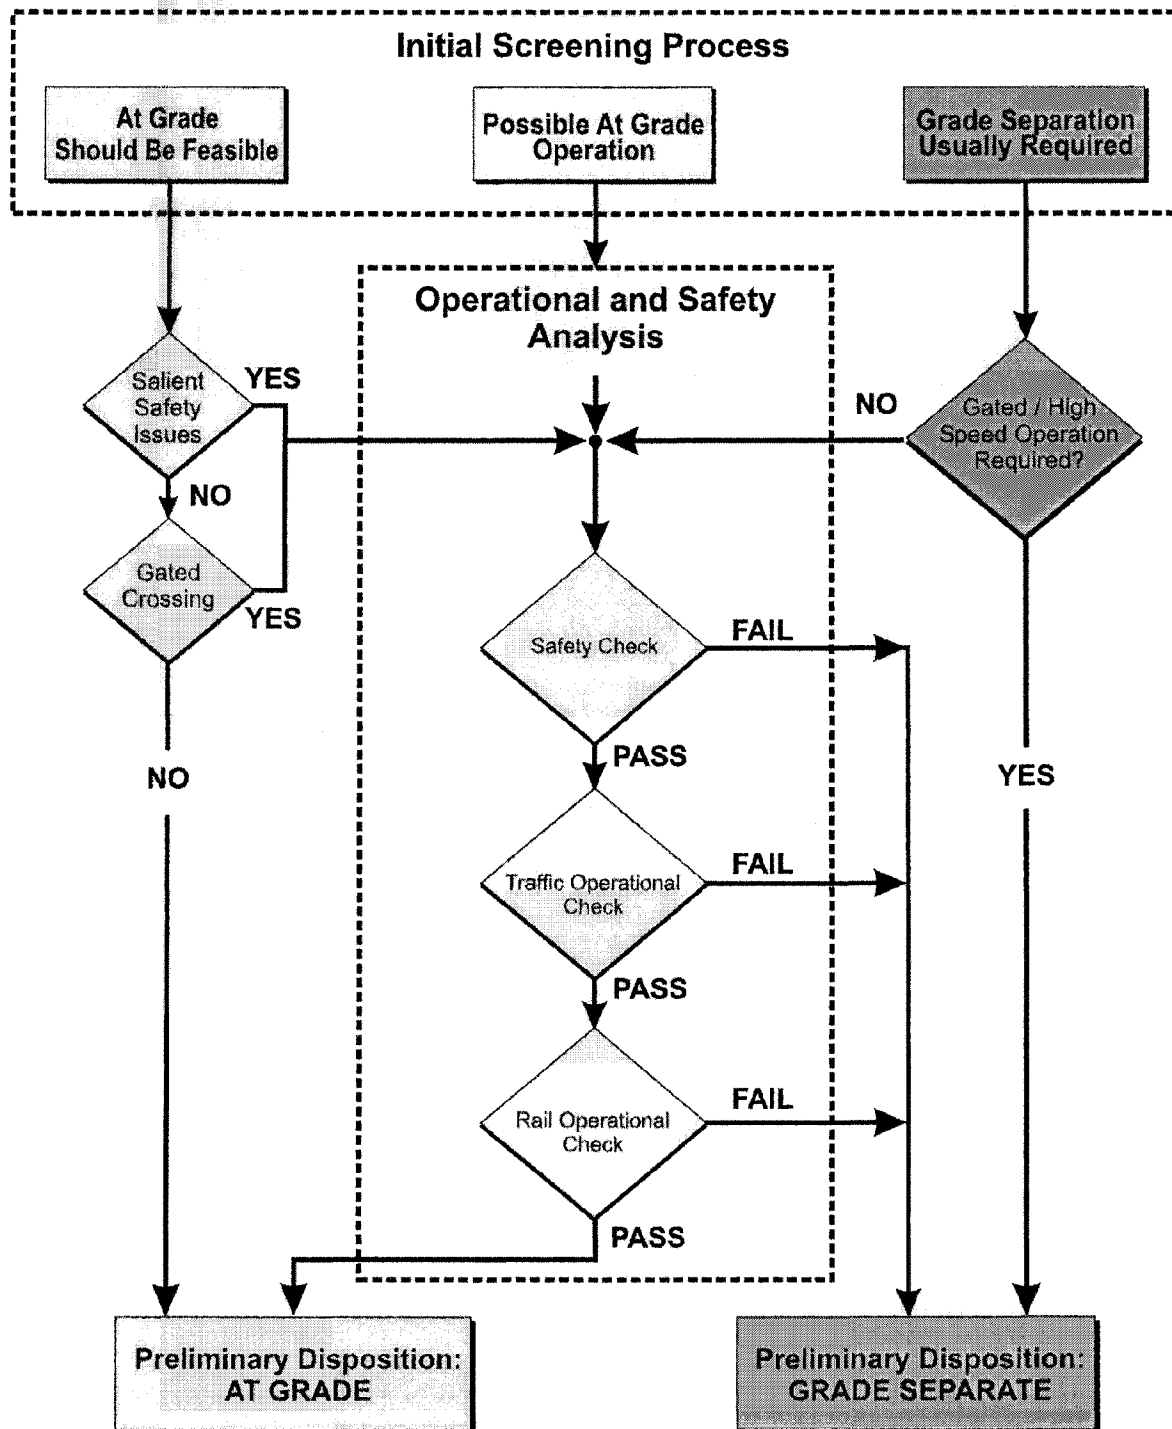 Initial Screening Process
At Grade
Should Be Feasible
Possible At Grade
Operation
Grade Separation
Usually Required
Operational and Safety
Analysis
Salient
Safety
Issues
YES
NO
Gated / High
Speed Operation
Required?
NO
Gated
Crossing
YES
Safety Check
FAIL
PASS
NO
YES
Traffic Operational
Check
FAIL
PASS
Rail Operational
Check
FAIL
PASS
Preliminary Disposition:
AT GRADE
Preliminary Disposition:
GRADE SEPARATE